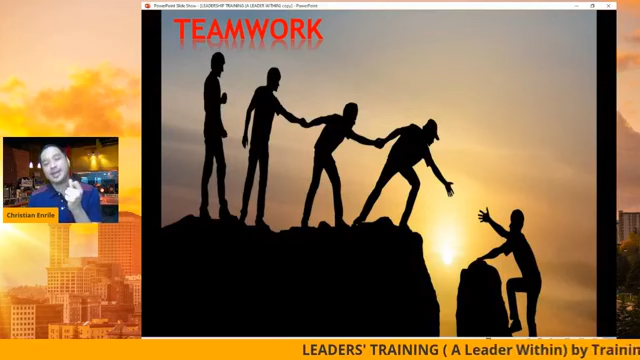 PowerPoint Slide Show - [LEADERSHIP TRAINING (A LEADER WITHIN) copy] - PowerPoint
TEAMWORK
Christian Enrile
LEADERS' TRAINING ( A Leader Within) by Trainin